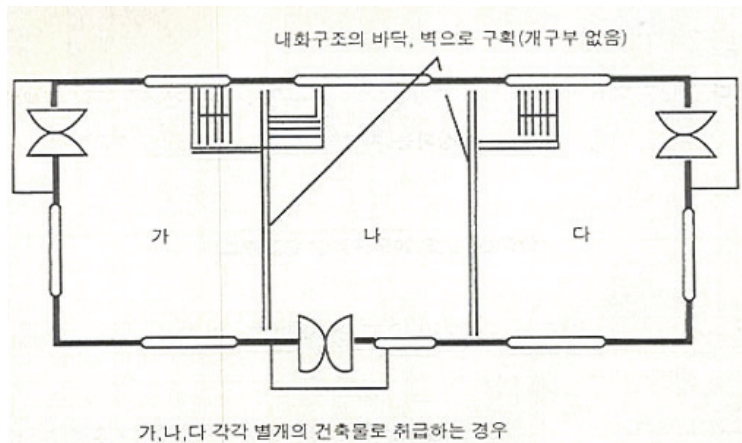 내화구조의 바닥, 벽으로 구획(개구부 없음)
가
나
다
가,나,다 각각 별개의 건축물로 취급하는 경우